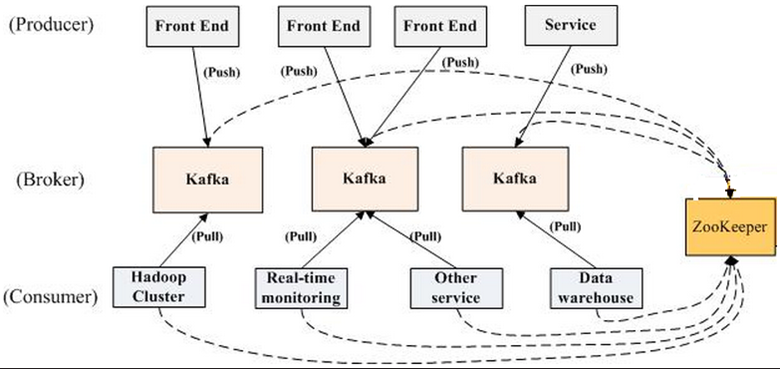 (Producer)
Front End
Front End
Front End
Service
(Push)
(Push)
(Push)
(Push)
(Broker)
Kafka
Kafka
Kafka
ZooKeeper
(Pull)
(Pull)
(Pull)
(Pull)
(Consumer)
Hadoop
Cluster
Real-time
monitoring
Other
service
Data
warehouse